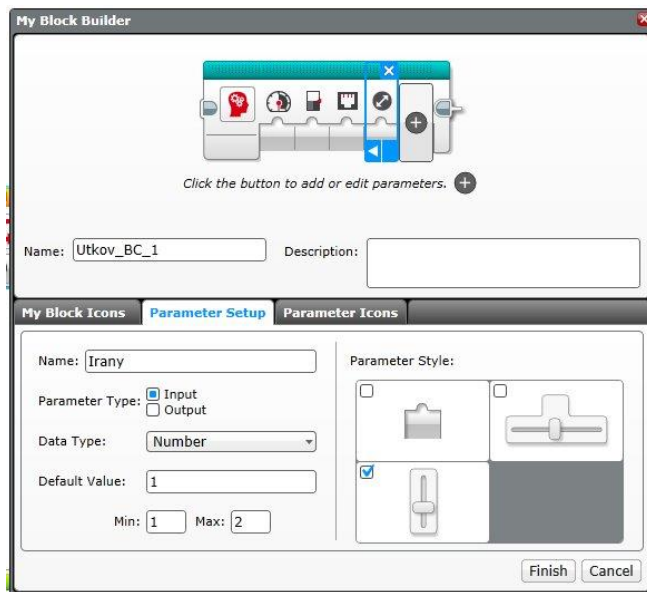 My Block Builder
Click the button to add or edit parameters.
Name: Utkov_BC_1 Description:
My Block Icons Parameter Setup Parameter Icons
Name: Irany Parameter Style:
Parameter Type: Input
Output
Data Type: Number
Default Value: 1
Min: 1 Max: 2
Finish Cancel